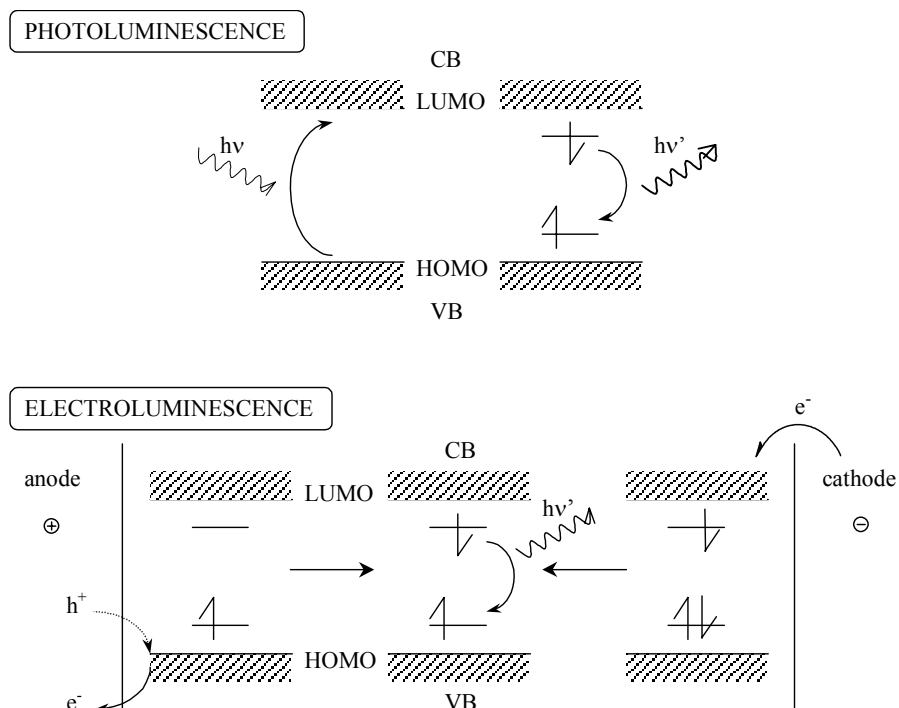 PHOTOLUMINESCENCE
CB
LUMO
hν
hν’
HOMO
VB
ELECTROLUMINESCENCE
e-
CB
anode
cathode
LUMO
hν’
⊕
⊖
h+
HOMO
e-
VB